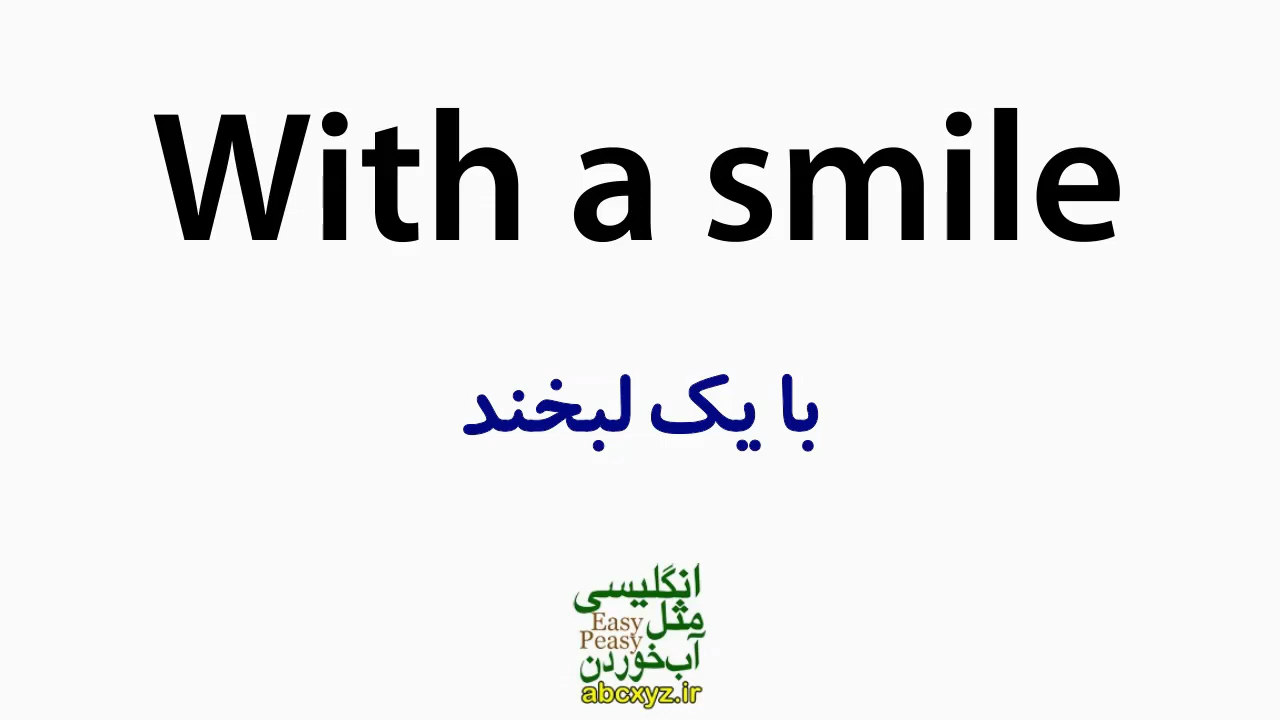 With a smile
با یک لبخند
انگلیسی
مثل Easy
Peasy
آب‌خوردن
abcxyz.ir